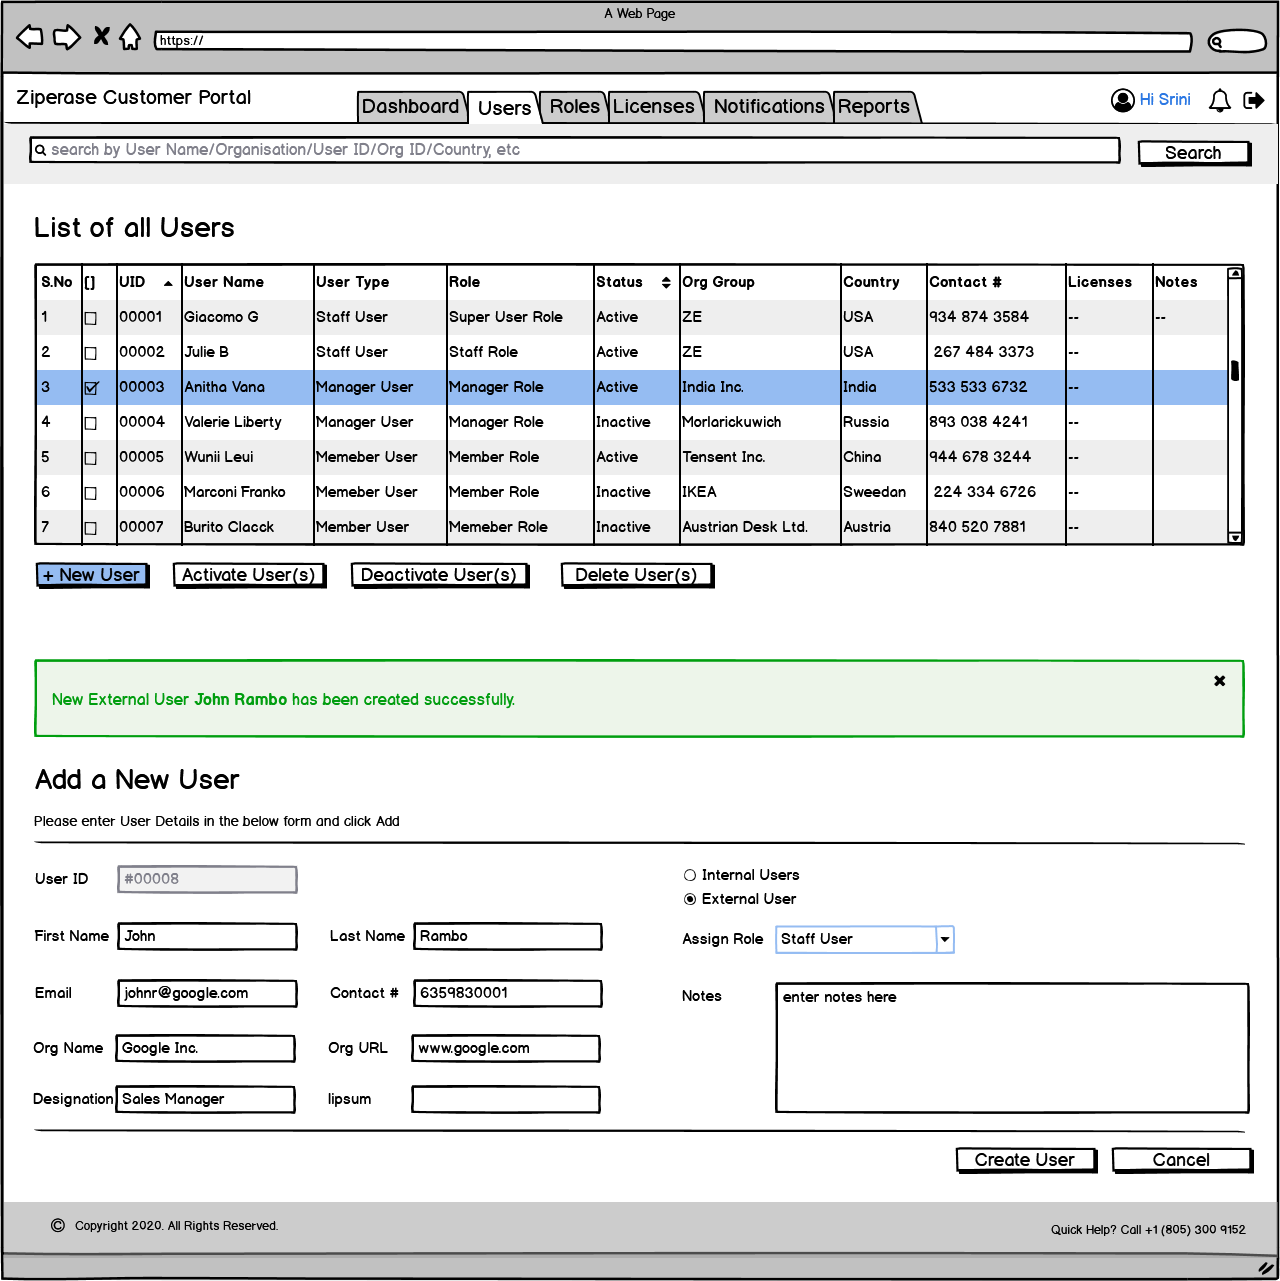 A Web Page
https://
Ziperase Customer Portal
Dashboard Users Roles Licenses Notifications Reports
Hi Srini
search by User Name/Organisation/User ID/Org ID/Country, etc
Search
List of all Users
S.No [] UID User Name User Type Role Status Org Group Country Contact # Licenses Notes
1 00001 Giacomo G Staff User Super User Role Active ZE USA 934 874 3584 -- --
2 00002 Julie B Staff User Staff Role Active ZE USA 267 484 3373 --
3 00003 Anitha Vana Manager User Manager Role Active India Inc. India 533 533 6732 --
4 00004 Valerie Liberty Manager User Manager Role Inactive Morlarickuwich Russia 893 038 4241 --
5 00005 Wunii Leui Memeber User Member Role Active Tensent Inc. China 944 678 3244 --
6 00006 Marconi Franko Memeber User Member Role Inactive IKEA Sweedan 224 334 6726 --
7 00007 Burito Clacck Member User Memeber Role Inactive Austrian Desk Ltd. Austria 840 520 7881 --
+ New User Activate User(s) Deactivate User(s) Delete User(s)
New External User John Rambo has been created successfully.
Add a New User
Please enter User Details in the below form and click Add
User ID #00008
Internal Users
External User
First Name John Last Name Rambo
Assign Role Staff User
Email johnr@google.com Contact # 6359830001
Notes enter notes here
Org Name Google Inc. Org URL www.google.com
Designation Sales Manager lipsum
Create User Cancel
© Copyright 2020. All Rights Reserved.
Quick Help? Call +1 (805) 300 9152